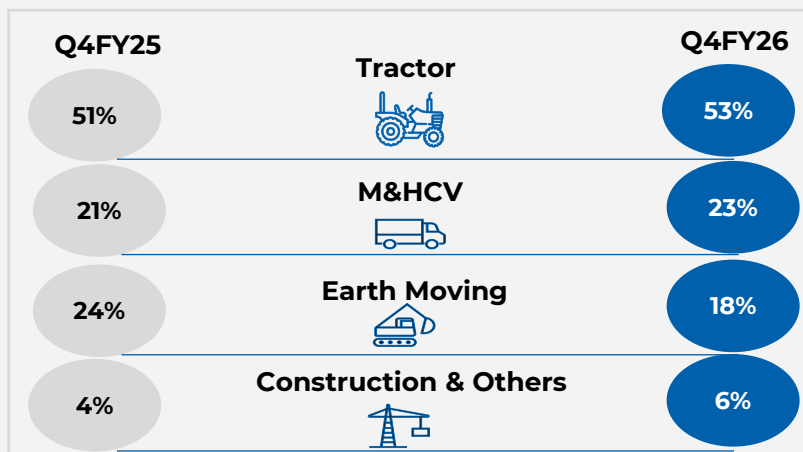 Q4FY25
Q4FY26
Tractor
51%
53%
M&HCV
21%
23%
Earth Moving
24%
18%
Construction & Others
4%
6%